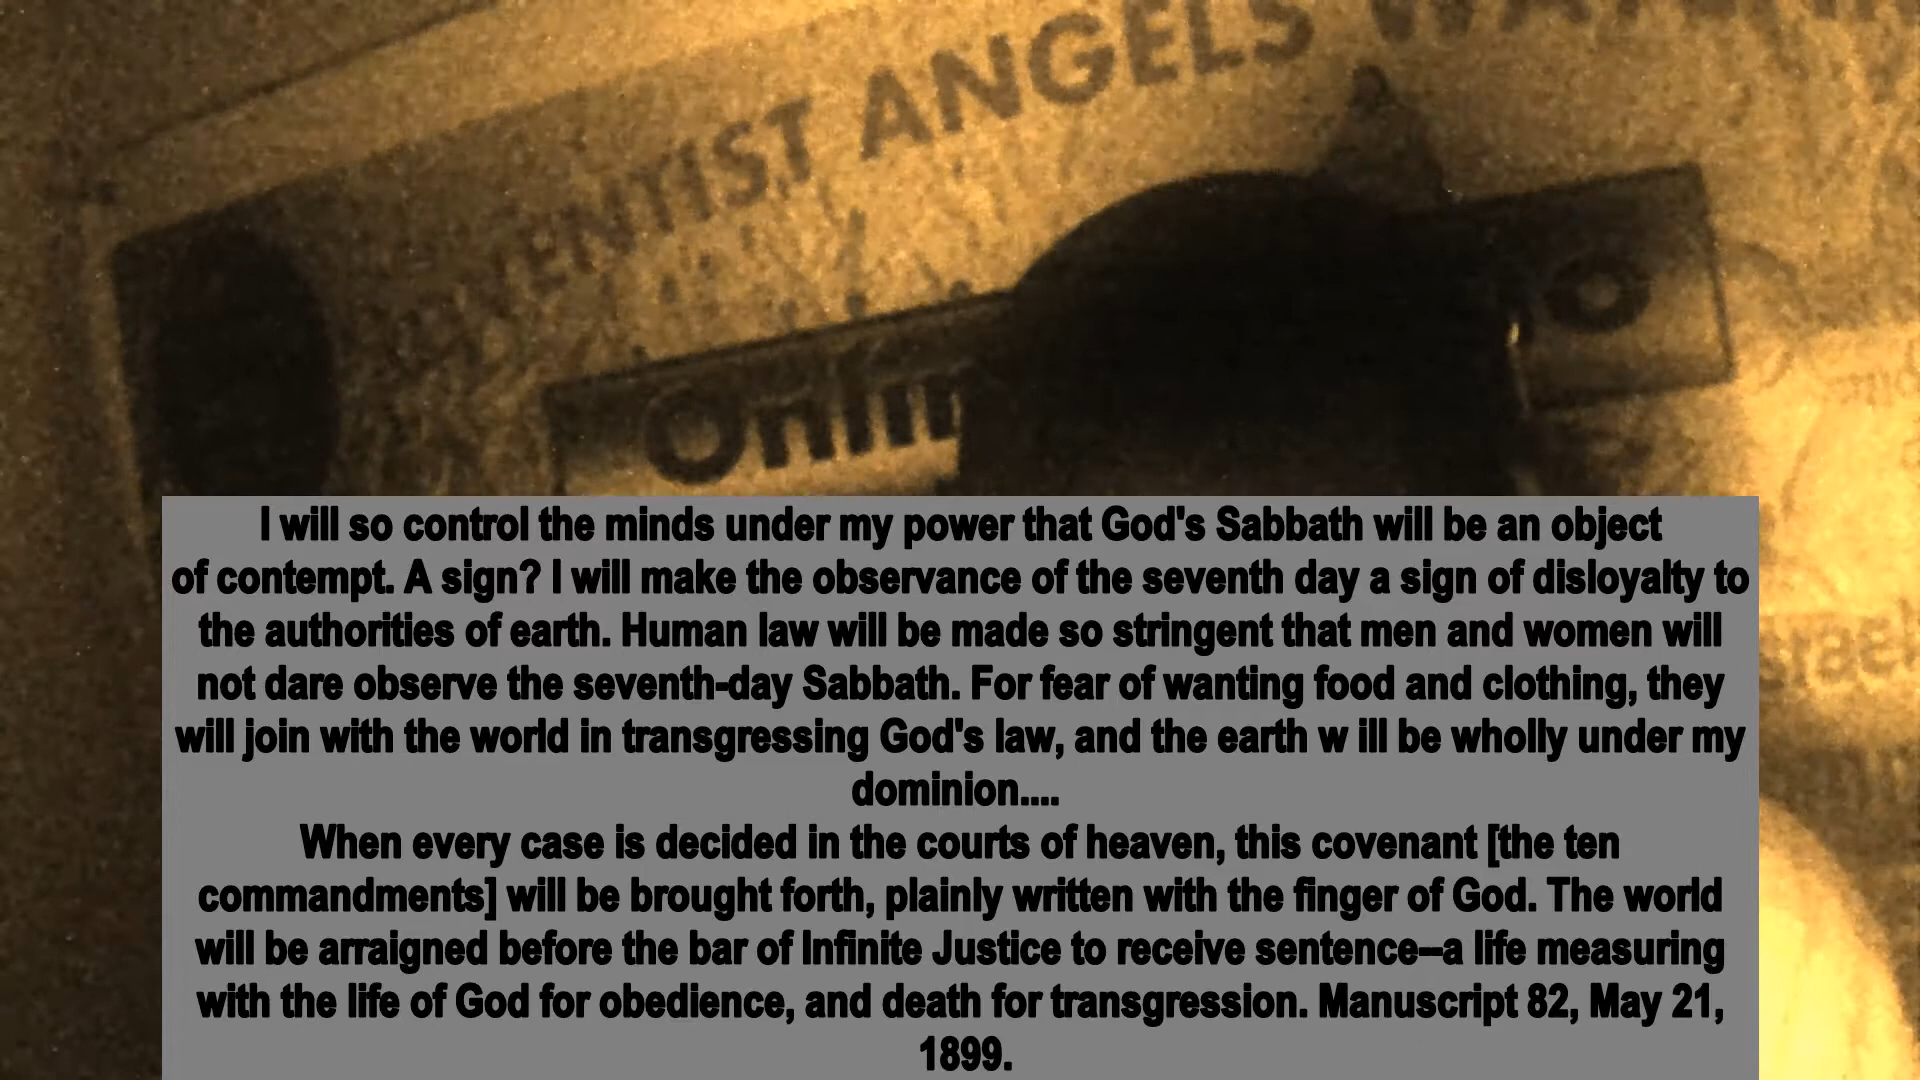 ENTIST ANGELS
Onlin
I will so control the minds under my power that God's Sabbath will be an object
of contempt. A sign? I will make the observance of the seventh day a sign of disloyalty to
the authorities of earth. Human law will be made so stringent that men and women will
not dare observe the seventh-day Sabbath. For fear of wanting food and clothing, they
will join with the world in transgressing God's law, and the earth w ill be wholly under my
dominion....
When every case is decided in the courts of heaven, this covenant [the ten
commandments] will be brought forth, plainly written with the finger of God. The world
will be arraigned before the bar of Infinite Justice to receive sentence--a life measuring
with the life of God for obedience, and death for transgression. Manuscript 82, May 21,
1899.